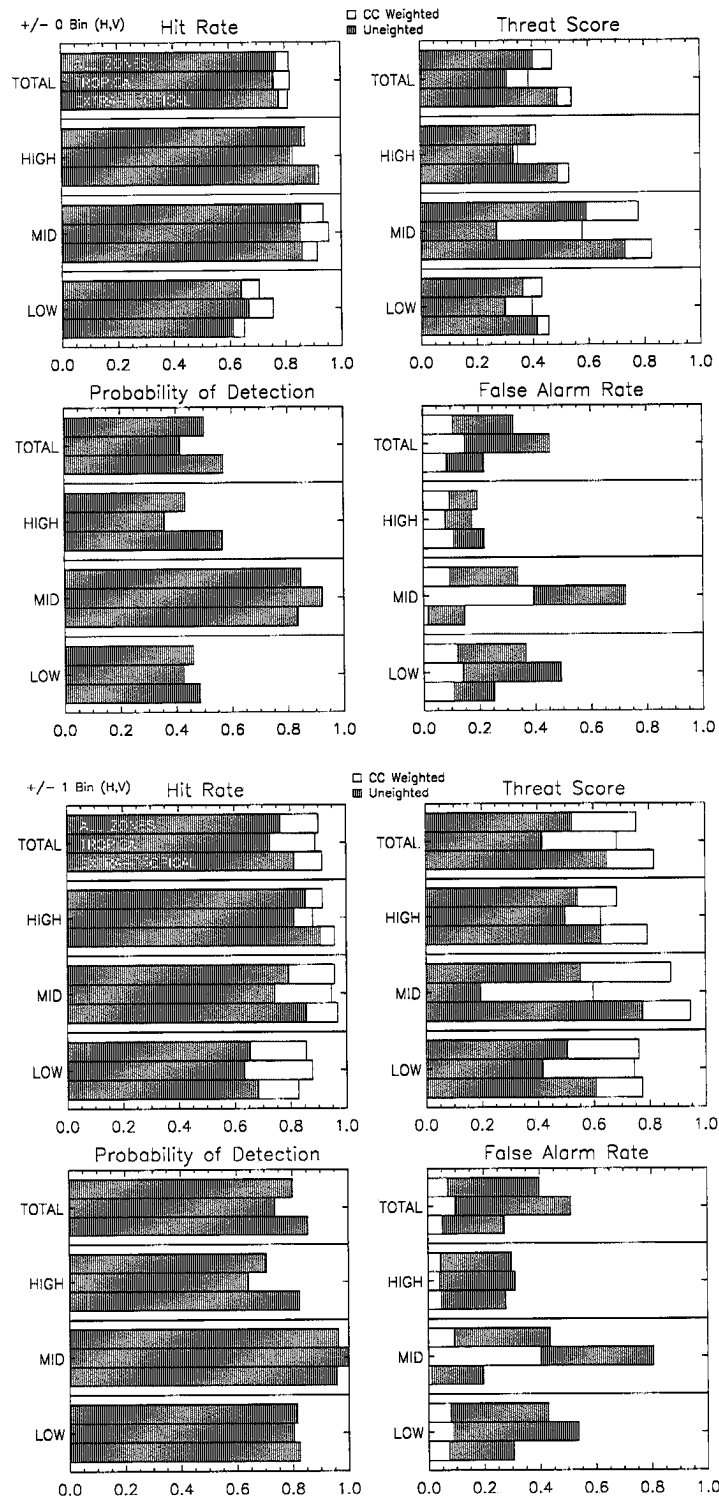 +/- 0 Bin (H,V)
Hit Rate
CC Weighted
Uneighted
Threat Score
TOTAL
ALL ZONES
TROPICAL
EXTRATROPICAL
HIGH
MID
LOW
0.0 0.2 0.4 0.6 0.8 1.0
TOTAL
HIGH
MID
LOW
0.0 0.2 0.4 0.6 0.8 1.0
Probability of Detection
TOTAL
HIGH
MID
LOW
0.0 0.2 0.4 0.6 0.8 1.0
False Alarm Rate
TOTAL
HIGH
MID
LOW
0.0 0.2 0.4 0.6 0.8 1.0
+/- 1 Bin (H,V)
Hit Rate
CC Weighted
Uneighted
Threat Score
TOTAL
ALL ZONES
TROPICAL
EXTRATROPICAL
HIGH
MID
LOW
0.0 0.2 0.4 0.6 0.8 1.0
TOTAL
HIGH
MID
LOW
0.0 0.2 0.4 0.6 0.8 1.0
Probability of Detection
TOTAL
HIGH
MID
LOW
0.0 0.2 0.4 0.6 0.8 1.0
False Alarm Rate
TOTAL
HIGH
MID
LOW
0.0 0.2 0.4 0.6 0.8 1.0